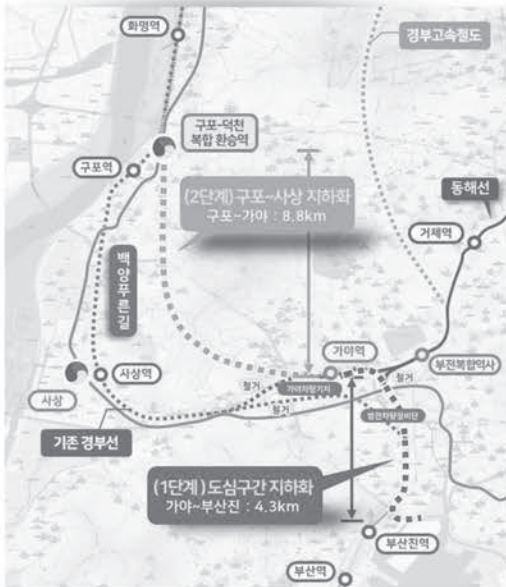 화명역
경부고속철도
구포-덕천
복합 환승역
구포역
(2단계) 구포~사상 지하화
구포~가야 : 8.8km
동해선
거제역
백양푸른길
가야역
부전복합역사
사상역
사상
철거
가야차량기지
철거
철거
범천차량정비단
기존 경부선
(1단계) 도심구간 지하화
가야~부산진 : 4.3km
부산진역
부산역